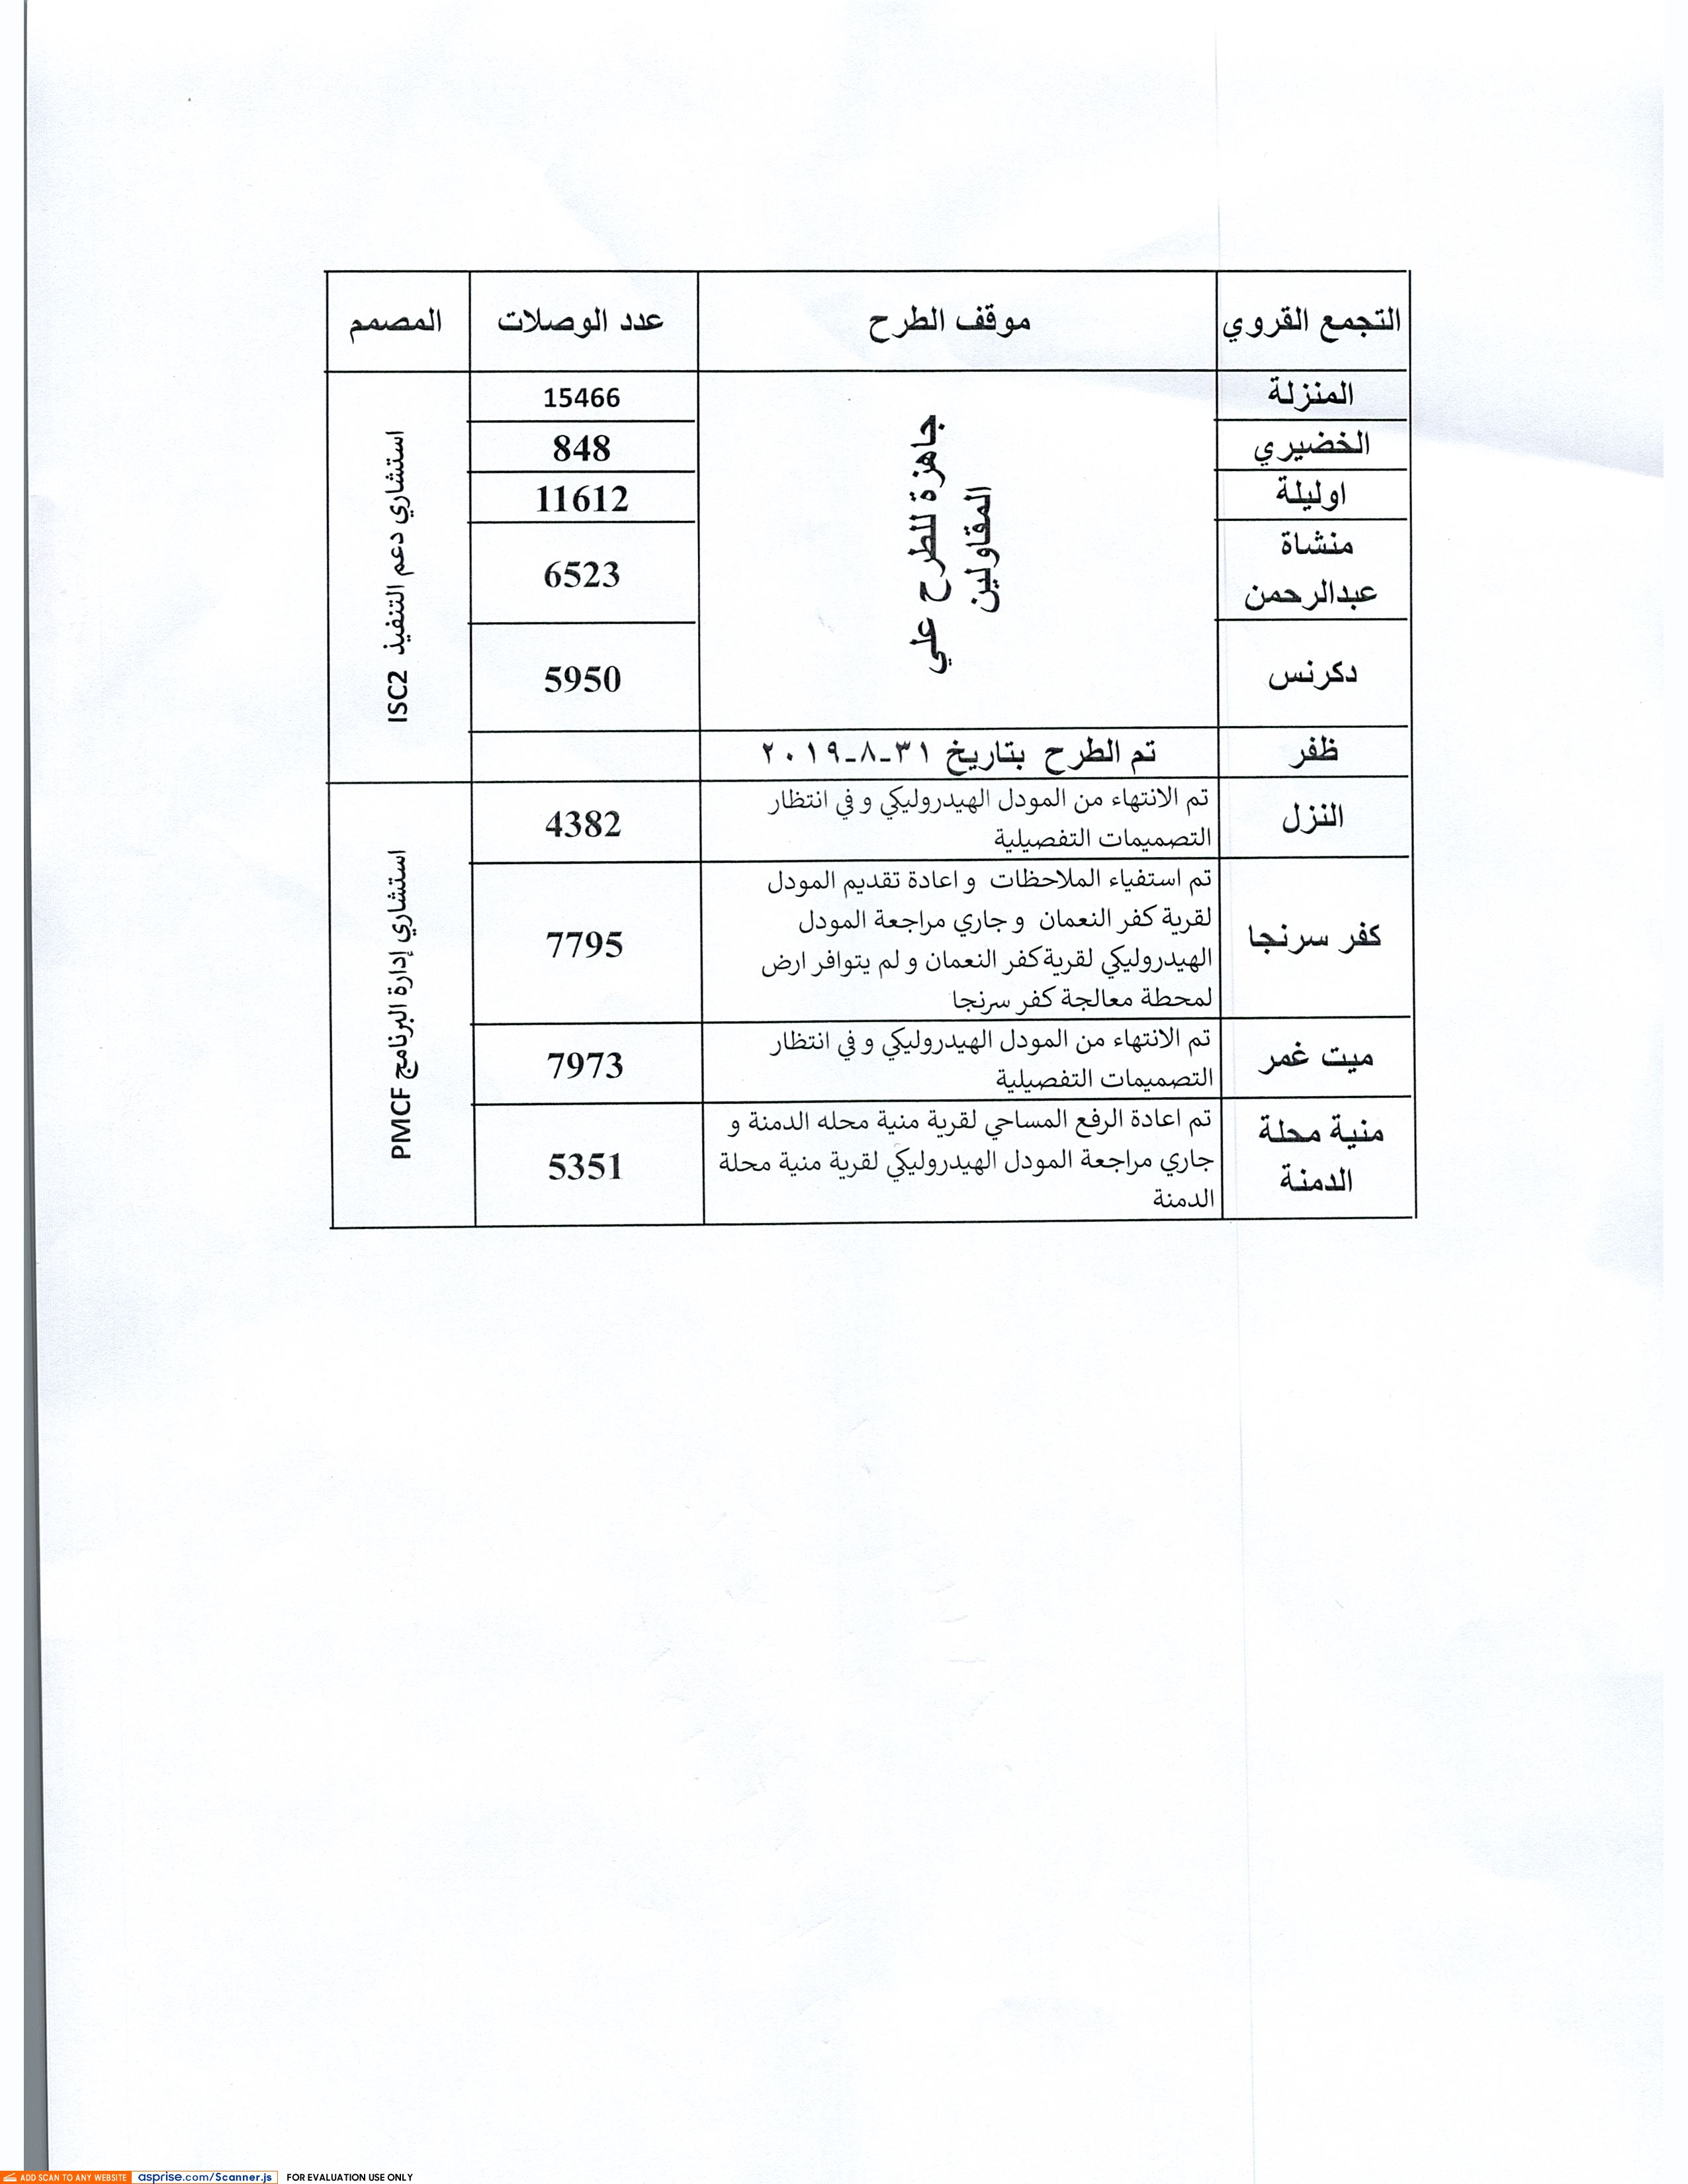 التجمع القروي	موقف الطرح	عدد الوصلات	المصمم
المنزلة	15466
الخضيري	848
اوليلة	11612
منشاة
عبدالرحمن	6523
دكرنس	5950
جاهزة للطرح علي
المقاولين
ظفر	تم الطرح بتاريخ ٣١-٨-٢٠١٩
استشاري دعم التنفيذ ISC2
النزل	تم الانتهاء من المودل الهيدروليكي و في انتظار
التصميمات التفصيلية	4382
كفر سرنجا	تم استفياء الملاحظات و اعادة تقديم المودل
لقرية كفر النعمان و جاري مراجعة المودل
الهيدروليكي لقرية كفر النعمان و لم يتوافر ارض
لمحطة معالجة كفر سرنجا	7795
ميت غمر	تم الانتهاء من المودل الهيدروليكي و في انتظار
التصميمات التفصيلية	7973
منية محلة
الدمنة	تم اعادة الرفع المساحي لقرية منية محله الدمنة و
جاري مراجعة المودل الهيدروليكي لقرية منية محلة
الدمنة	5351
استشاري إدارة البرنامج PMCF
ADD SCAN TO ANY WEBSITE asprise.com/Scanner.js FOR EVALUATION USE ONLY